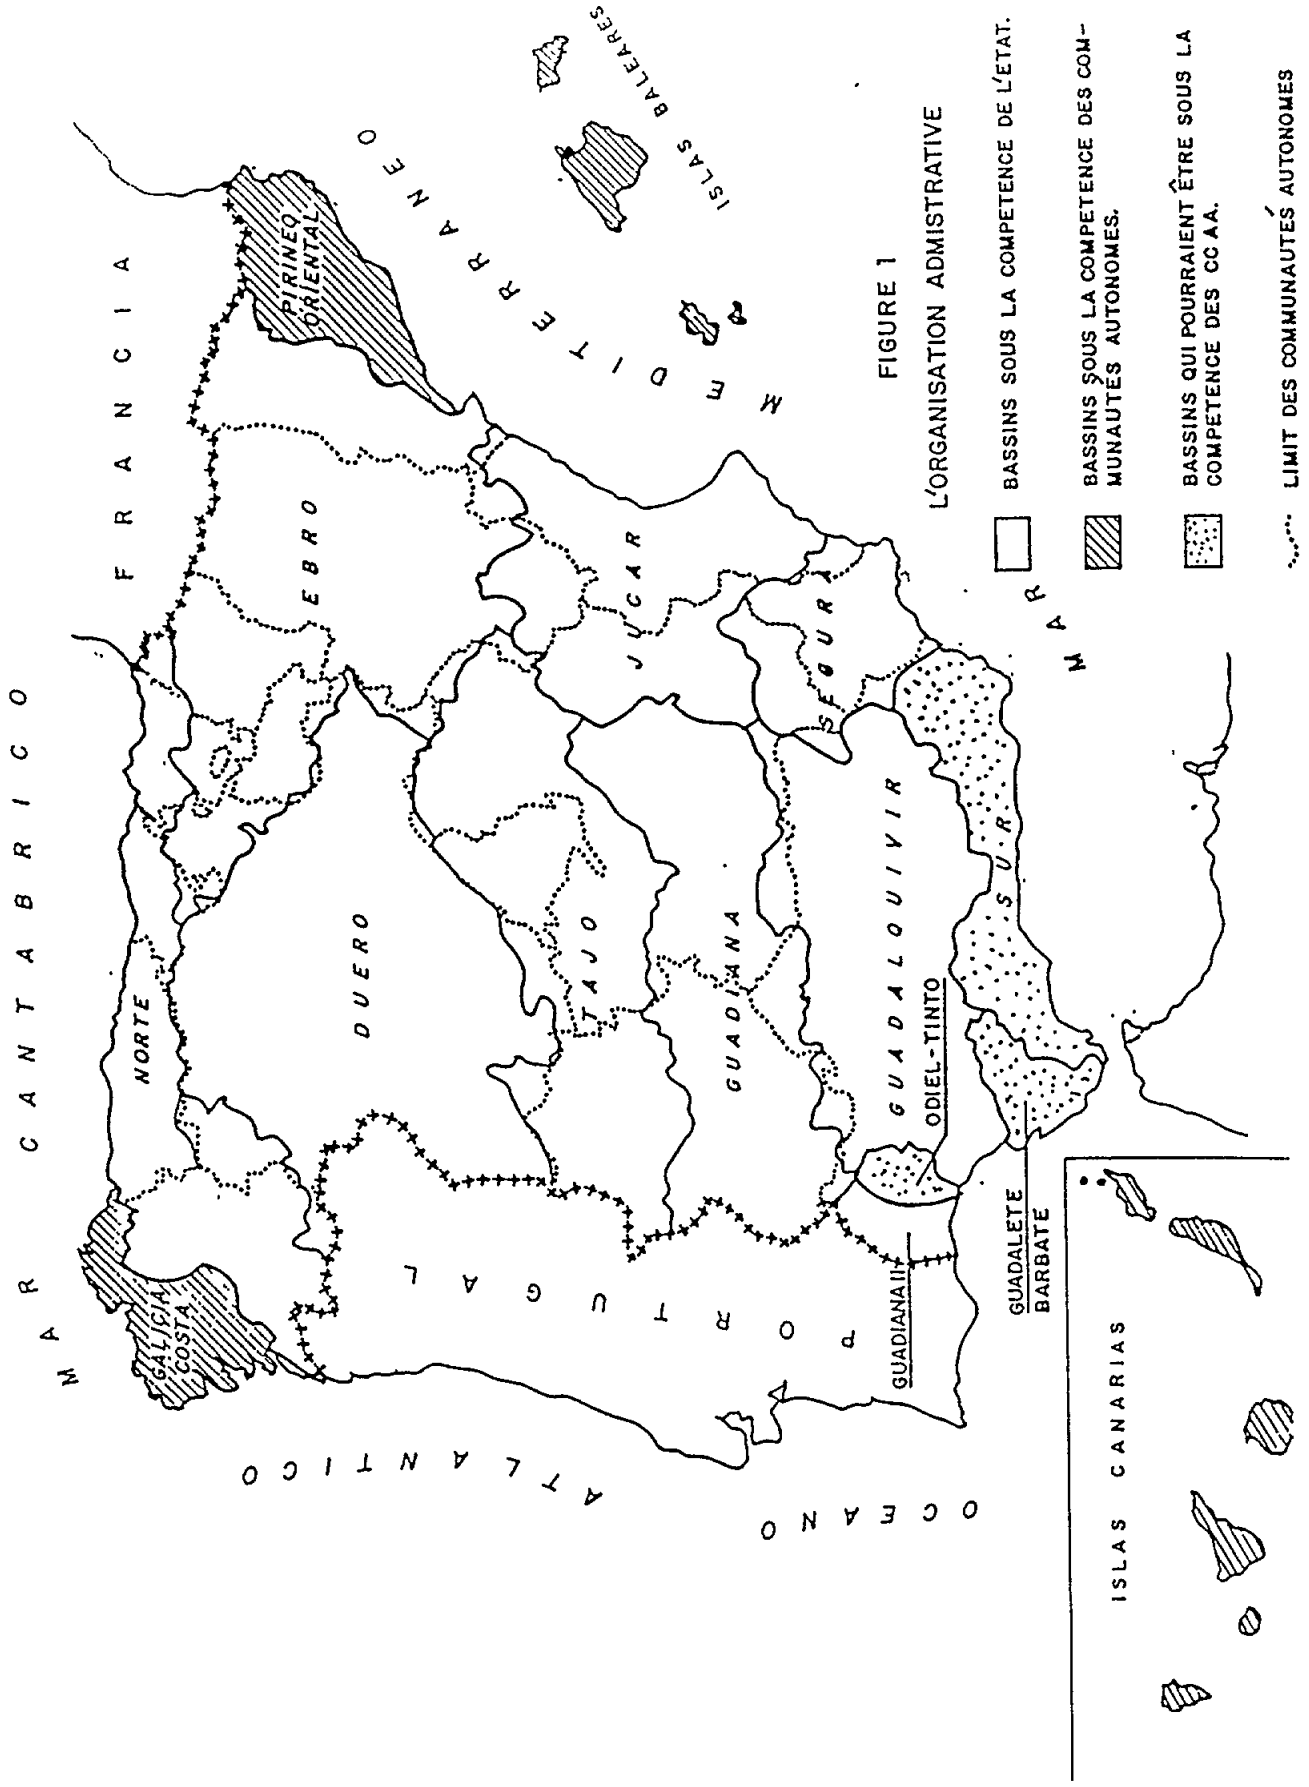 MAR CANTABRICO
FRANCIA
GALICIA
COSTA
NORTE
PIRINEO
ORIENTAL
EBRO
DUERO
MEDITERRANEO
ISLAS BALEARES
OCEANO
ATLANTICO
PORTUGAL
TAJO
JUCAR
GUADIANA
SEGURA
GUADALQUIVIR
GUADIANA II
ODIEL-TINTO
GUADALETE
BARBATE
SUR
MAR
ISLAS CANARIAS
FIGURE 1
L'ORGANISATION ADMISTRATIVE
BASSINS SOUS LA COMPETENCE DE L'ETAT.
BASSINS SOUS LA COMPETENCE DES COM-
MUNAUTÉS AUTONOMES.
BASSINS QUI POURRAIENT ÊTRE SOUS LA
COMPETENCE DES CC AA.
LIMIT DES COMMUNAUTÉS AUTONOMES